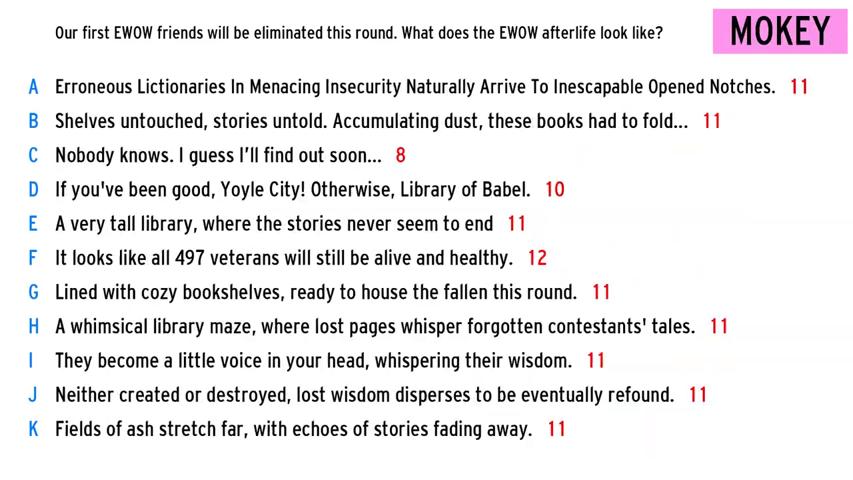 Our first EWOW friends will be eliminated this round. What does the EWOW afterlife look like?
MOKEY
A Erroneous Lictionaries In Menacing Insecurity Naturally Arrive To Inescapable Opened Notches. 11
B Shelves untouched, stories untold. Accumulating dust, these books had to fold... 11
C Nobody knows. I guess I'll find out soon... 8
D If you've been good, Yoyle City! Otherwise, Library of Babel. 10
E A very tall library, where the stories never seem to end 11
F It looks like all 497 veterans will still be alive and healthy. 12
G Lined with cozy bookshelves, ready to house the fallen this round. 11
H A whimsical library maze, where lost pages whisper forgotten contestants' tales. 11
I They become a little voice in your head, whispering their wisdom. 11
J Neither created or destroyed, lost wisdom disperses to be eventually refound. 11
K Fields of ash stretch far, with echoes of stories fading away. 11